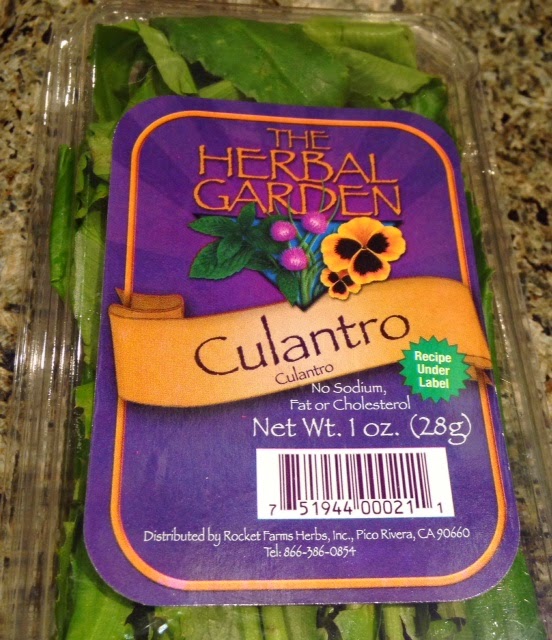 THE
HERBAL
GARDEN
Culantro
Culantro
Recipe
Under
Label
No Sodium,
Fat or Cholesterol
Net Wt. 1 oz. (28g)
7 51944 00021 1
Distributed by Rocket Farms Herbs, Inc., Pico Rivera, CA 90660
Tel: 866-386-0854